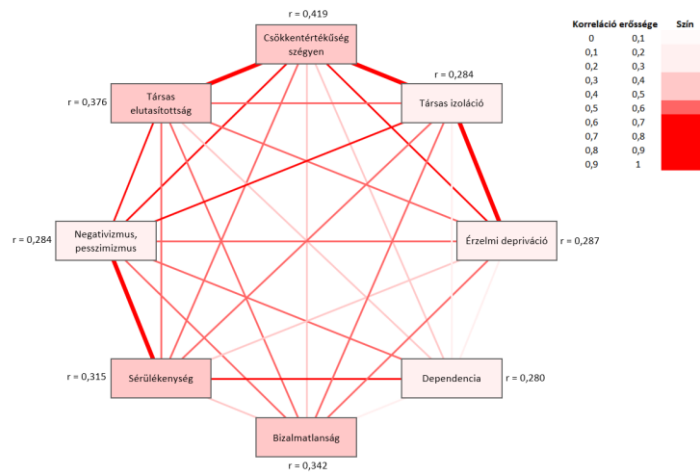 r = 0,419
Csökkentértékűség
szégyen
r = 0,376
Társas
elutasítottság
r = 0,284
Társas izoláció
r = 0,284
Negativizmus,
pesszimizmus
Érzelmi depriváció
r = 0,287
r = 0,315
Sérülékenység
Dependencia
r = 0,280
Bizalmatlanság
r = 0,342
Korreláció erőssége Szín
0 0,1
0,1 0,2
0,2 0,3
0,3 0,4
0,4 0,5
0,5 0,6
0,6 0,7
0,7 0,8
0,8 0,9
0,9 1